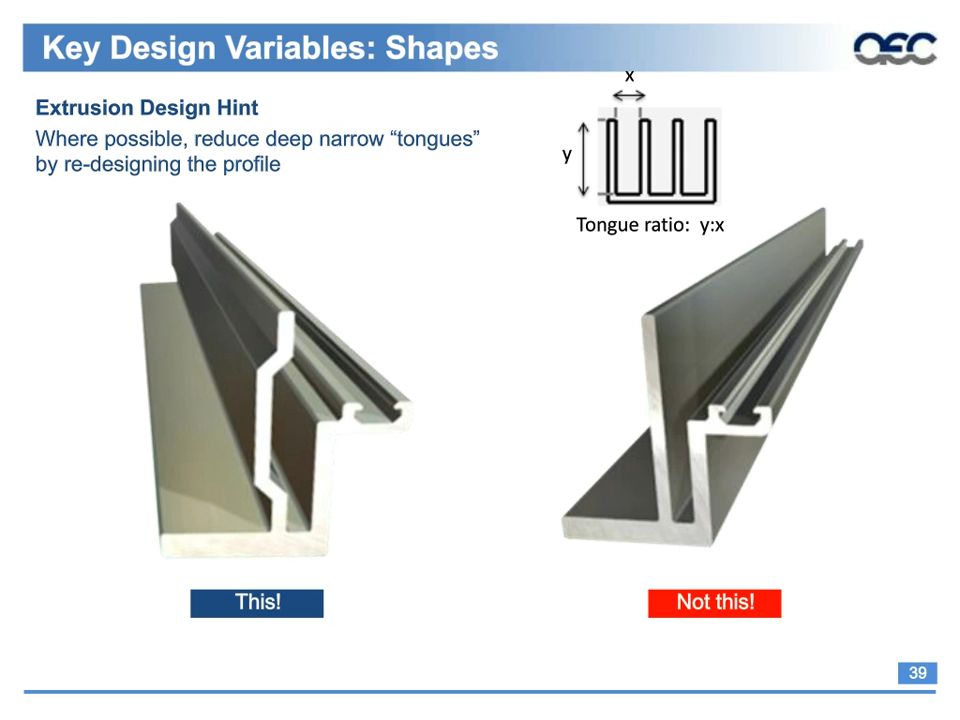 Key Design Variables: Shapes
AEC
Extrusion Design Hint
Where possible, reduce deep narrow “tongues”
by re-designing the profile
x
y
Tongue ratio:  y:x
This!
Not this!
39